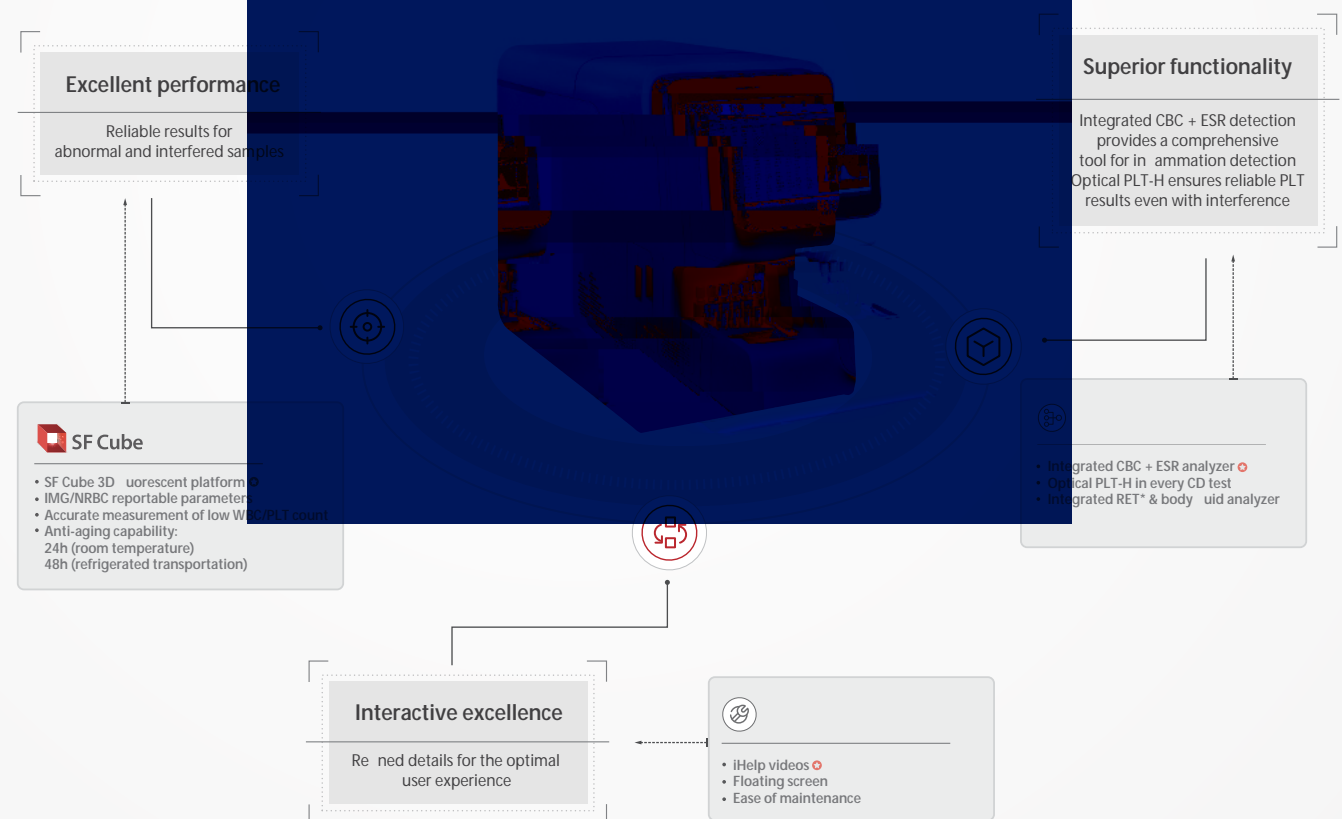 Excellent performance
Reliable results for
abnormal and interfered samples
SF Cube
• SF Cube 3D uorescent platform
• IMG/NRBC reportable parameters
• Accurate measurement of low WBC/PLT count
• Anti-aging capability:
24h (room temperature)
48h (refrigerated transportation)
Superior functionality
Integrated CBC + ESR detection
provides a comprehensive
tool for in ammation detection
Optical PLT-H ensures reliable PLT
results even with interference
• Integrated CBC + ESR analyzer
• Optical PLT-H in every CD test
• Integrated RET* & body uid analyzer
Interactive excellence
Re ned details for the optimal
user experience
• iHelp videos
• Floating screen
• Ease of maintenance